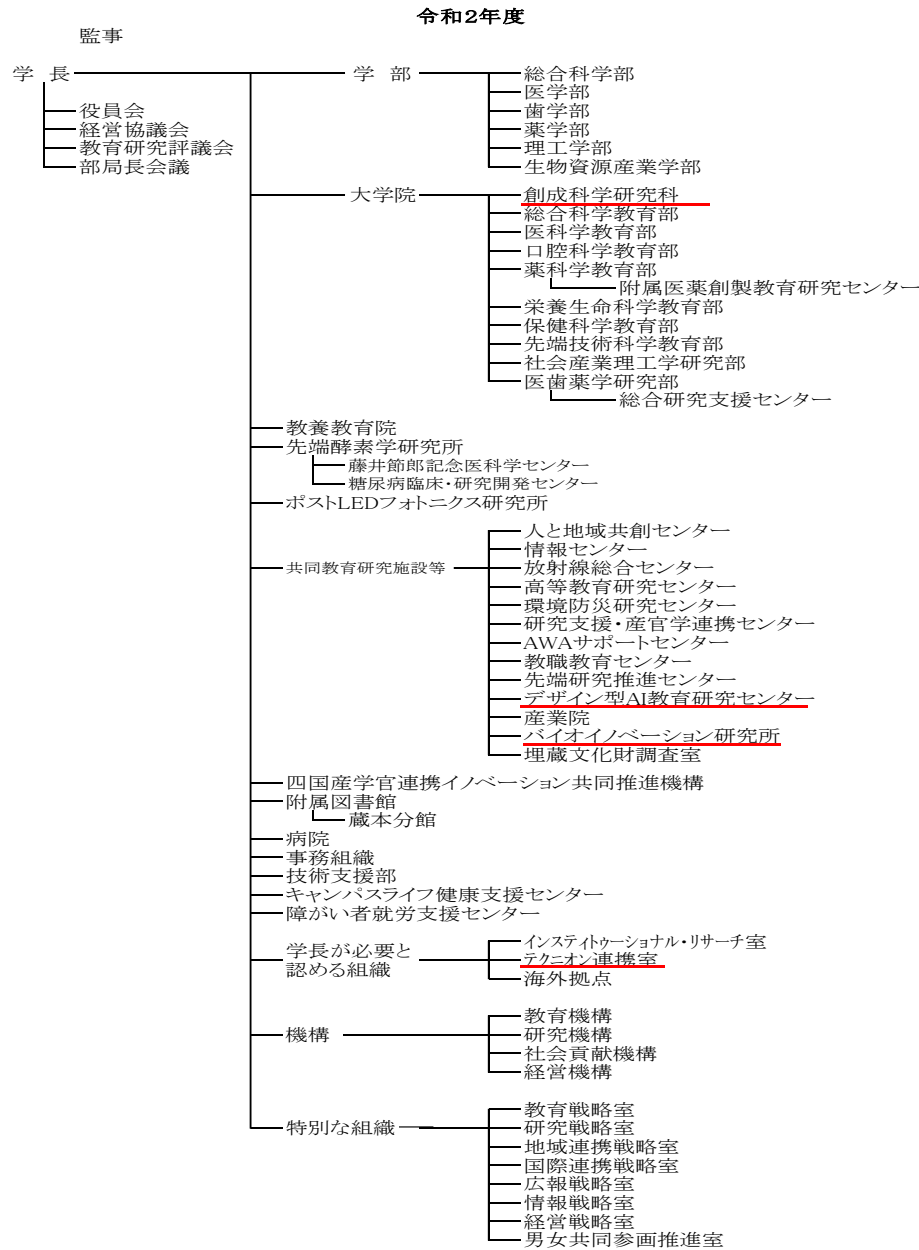 令和2年度
監事
学 長
役員会
経営協議会
教育研究評議会
部局長会議
学 部
総合科学部
医学部
歯学部
薬学部
理工学部
生物資源産業学部
大学院
創成科学研究科
総合科学教育部
医科学教育部
口腔科学教育部
薬科学教育部
附属医薬創製教育研究センター
栄養生命科学教育部
保健科学教育部
先端技術科学教育部
社会産業理工学研究部
医歯薬学研究部
総合研究支援センター
教養教育院
先端酵素学研究所
藤井節郎記念医科学センター
糖尿病臨床・研究開発センター
ポストLEDフォトニクス研究所
共同教育研究施設等
人と地域共創センター
情報センター
放射線総合センター
高等教育研究センター
環境防災研究センター
研究支援・産官学連携センター
AWAサポートセンター
教職教育センター
先端研究推進センター
デザイン型AI教育研究センター
産業院
バイオイノベーション研究所
埋蔵文化財調査室
四国産学官連携イノベーション共同推進機構
附属図書館
蔵本分館
病院
事務組織
技術支援部
キャンパスライフ健康支援センター
障がい者就労支援センター
学長が必要と
認める組織
インスティトゥーショナル・リサーチ室
テクニオン連携室
海外拠点
機構
教育機構
研究機構
社会貢献機構
経営機構
特別な組織
教育戦略室
研究戦略室
地域連携戦略室
国際連携戦略室
広報戦略室
情報戦略室
経営戦略室
男女共同参画推進室